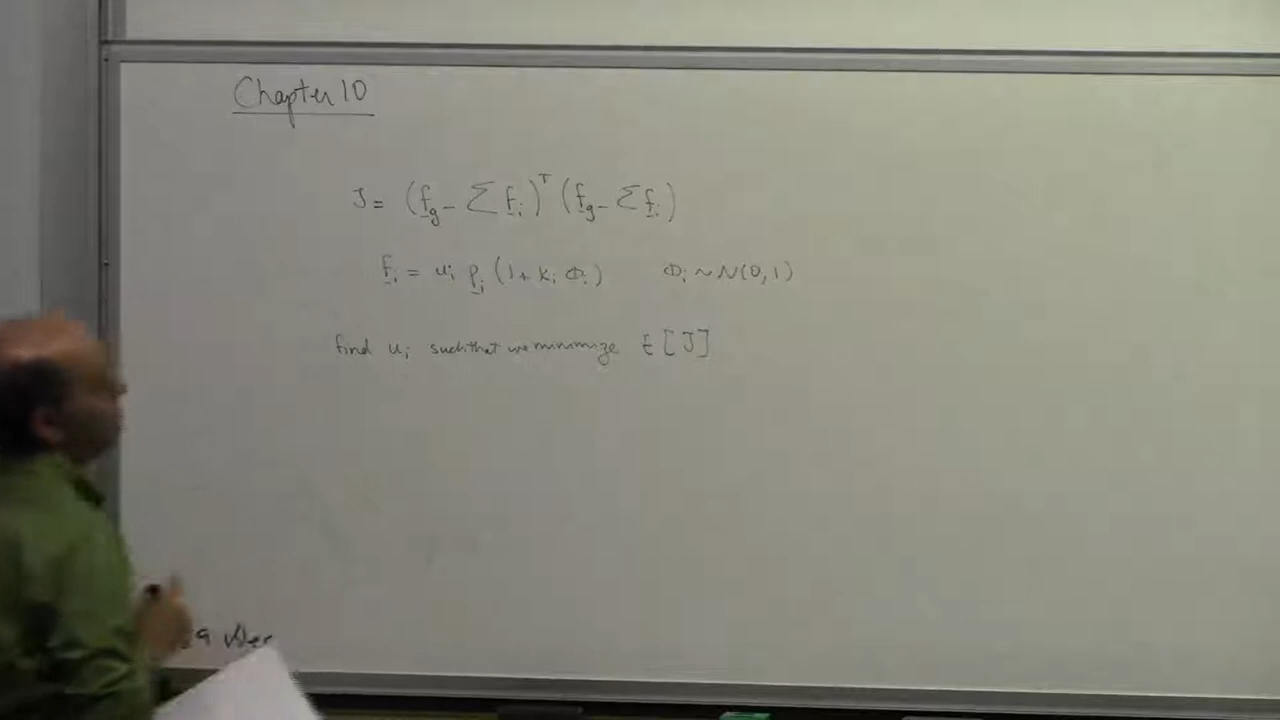 Chapter 10
J = (f_g - Σ f_i)^T (f_g - Σ f_i)
f_i = u_i p_i (1 + k_i Φ_i) Φ_i ~ N(0, 1)
find u_i such that we minimize E [J]